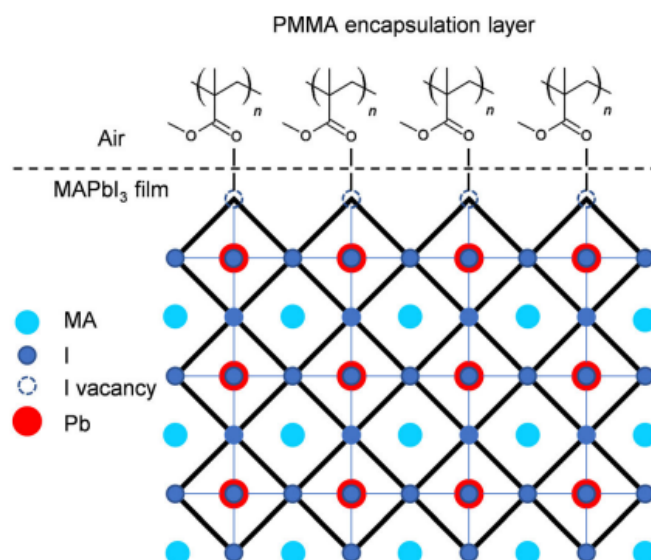 PMMA encapsulation layer
n n n n
O O O O O O O O
Air
MAPbI₃ film
MA
I
I vacancy
Pb